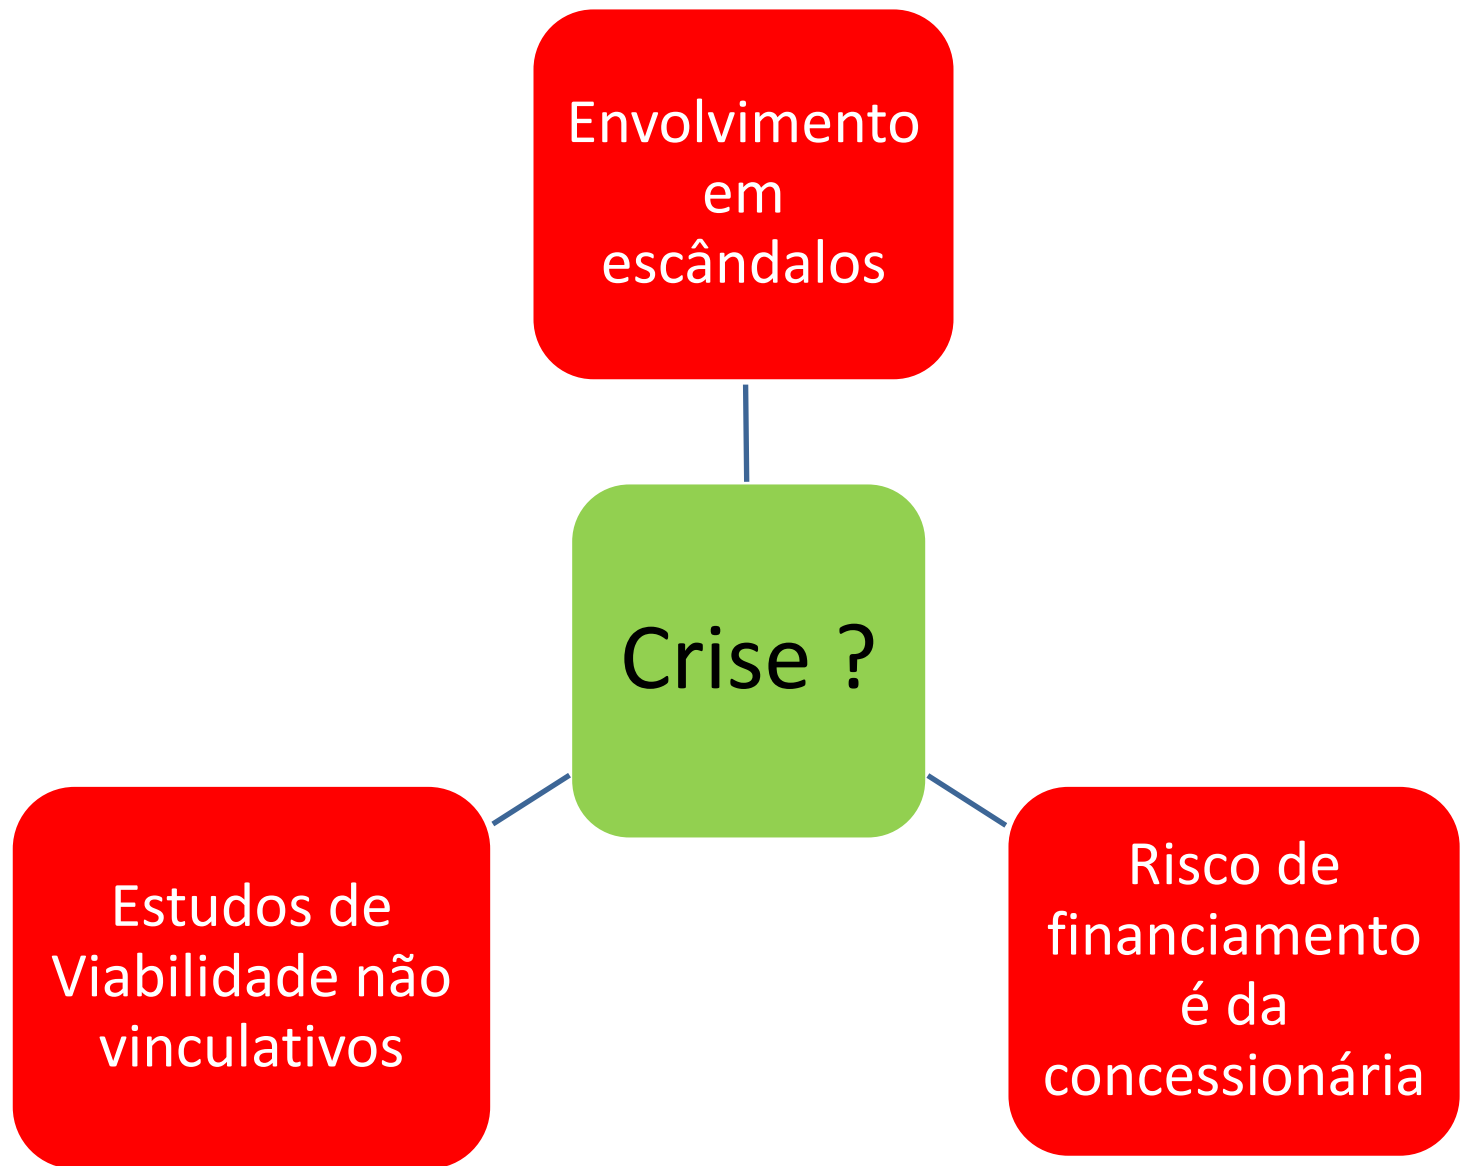 Envolvimento
em
escândalos
Crise ?
Estudos de
Viabilidade não
vinculativos
Risco de
financiamento
é da
concessionária